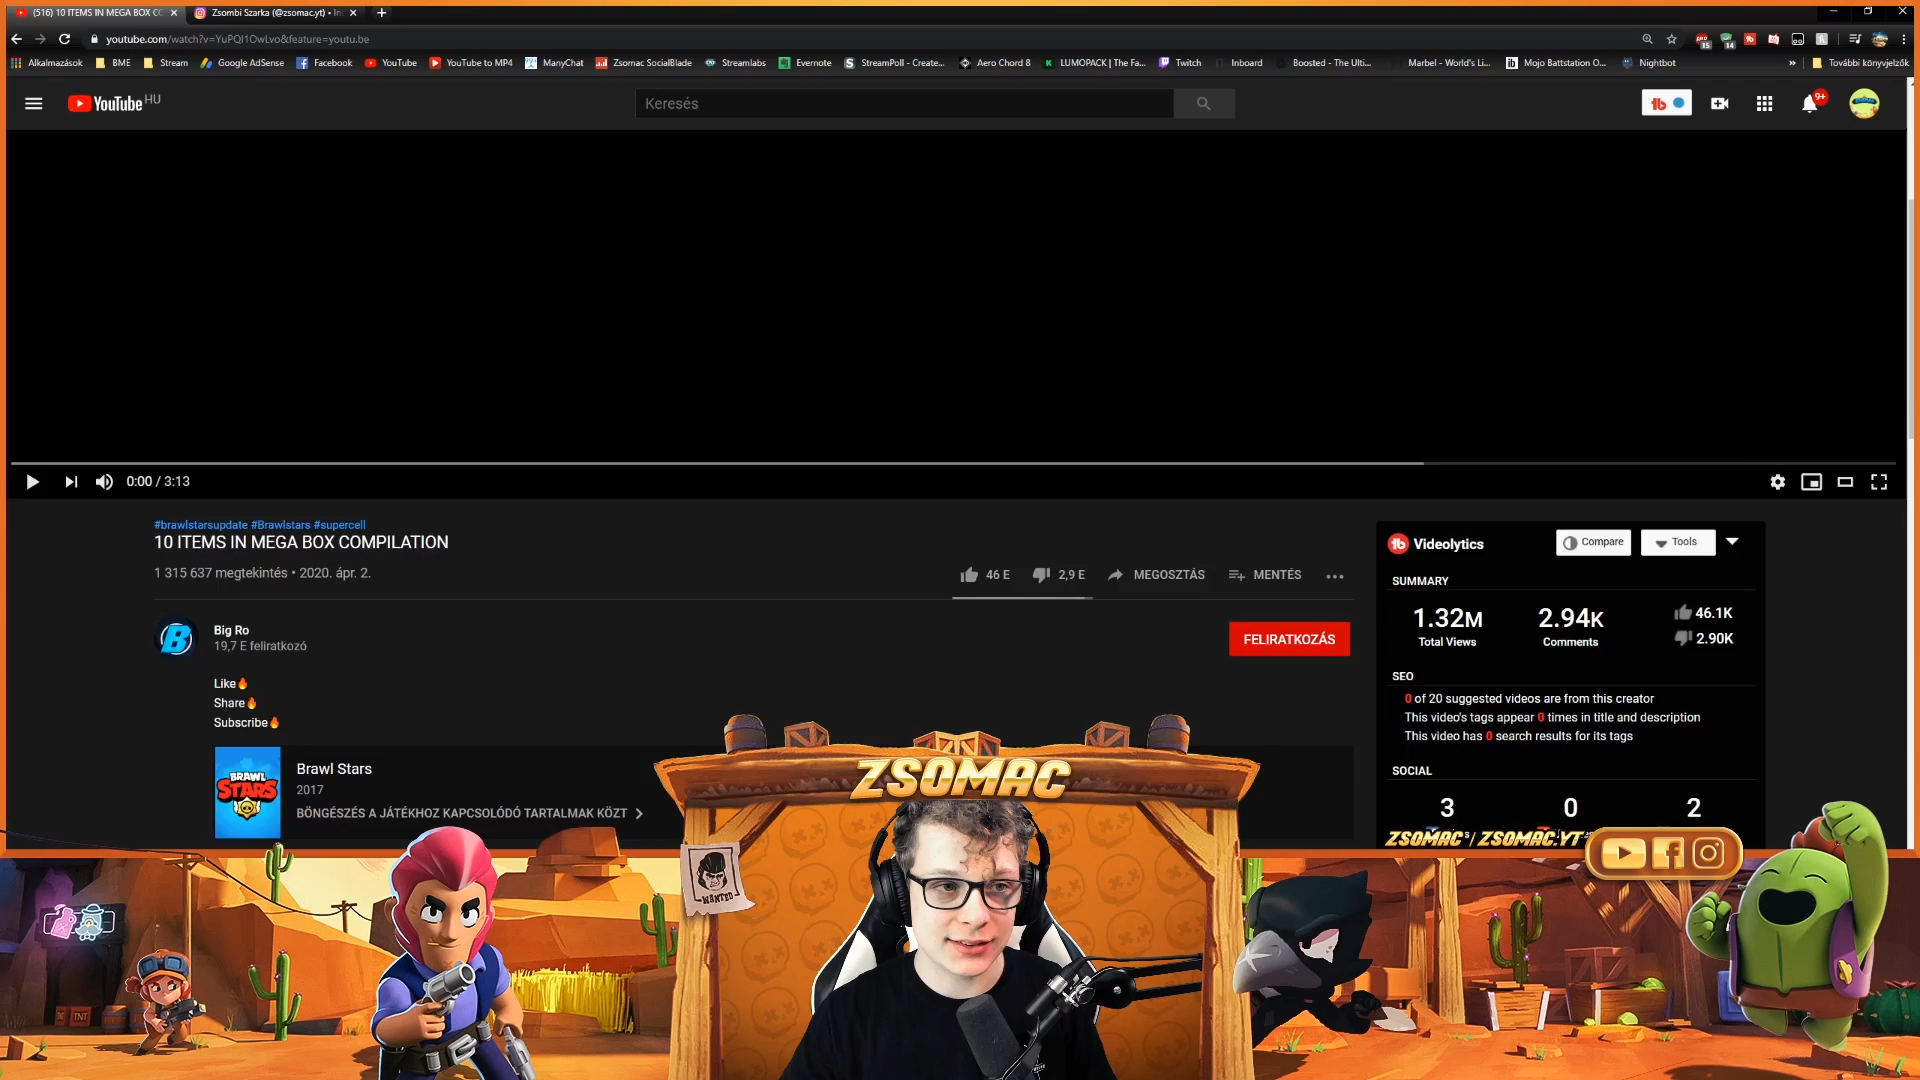 (516) 10 ITEMS IN MEGA BOX CO
Zsombi Szarka (@zsomac.yt) • In
youtube.com/watch?v=YuPQI1OwLvo&feature=youtu.be
15
14
Alkalmazások
BME
Stream
Google AdSense
Facebook
YouTube
YouTube to MP4
ManyChat
Zsomac SocialBlade
Streamlabs
Evernote
StreamPoll - Create...
Aero Chord 8
LUMOPACK | The Fa...
Twitch
Inboard
Boosted - The Ulti...
Marbel - World's Li...
Mojo Battstation O...
Nightbot
»
További könyvjelzők
YouTube HU
Keresés
9+
0:00 / 3:13
#brawlstarsupdate #Brawlstars #supercell
10 ITEMS IN MEGA BOX COMPILATION
1 315 637 megtekintés • 2020. ápr. 2.
46 E
2,9 E
MEGOSZTÁS
MENTÉS
Big Ro
19,7 E feliratkozó
FELIRATKOZÁS
Like🔥
Share🔥
Subscribe🔥
BRAWL STARS
Brawl Stars
2017
BÖNGÉSZÉS A JÁTÉKHOZ KAPCSOLÓDÓ TARTALMAK KÖZT
Videolytics
Compare
Tools
SUMMARY
1.32M
Total Views
2.94K
Comments
46.1K
2.90K
SEO
0 of 20 suggested videos are from this creator
This video's tags appear 0 times in title and description
This video has 0 search results for its tags
SOCIAL
3
0
2
ZSOMAC / ZSOMAC.YT
ZSOMAC
WANTED
TNT